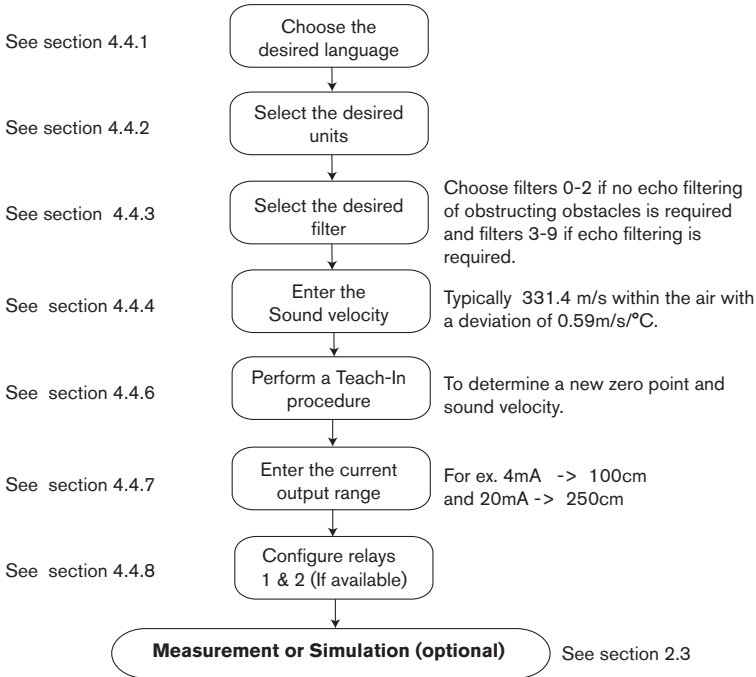 See section 4.4.1
Choose the
desired language
See section 4.4.2
Select the desired
units
See section  4.4.3
Select the desired
filter
Choose filters 0-2 if no echo filtering
of obstructing obstacles is required
and filters 3-9 if echo filtering is
required.
See  section  4.4.4
Enter the
Sound velocity
Typically  331.4 m/s within the air with
a deviation of 0.59m/s/°C.
See  section 4.4.6
Perform a Teach-In
procedure
To determine a new zero point and
sound velocity.
See  section 4.4.7
Enter the current
output range
For ex. 4mA  ->  100cm
and 20mA ->  250cm
See  section 4.4.8
Configure relays
1 & 2 (If available)
Measurement or Simulation (optional)
See section 2.3